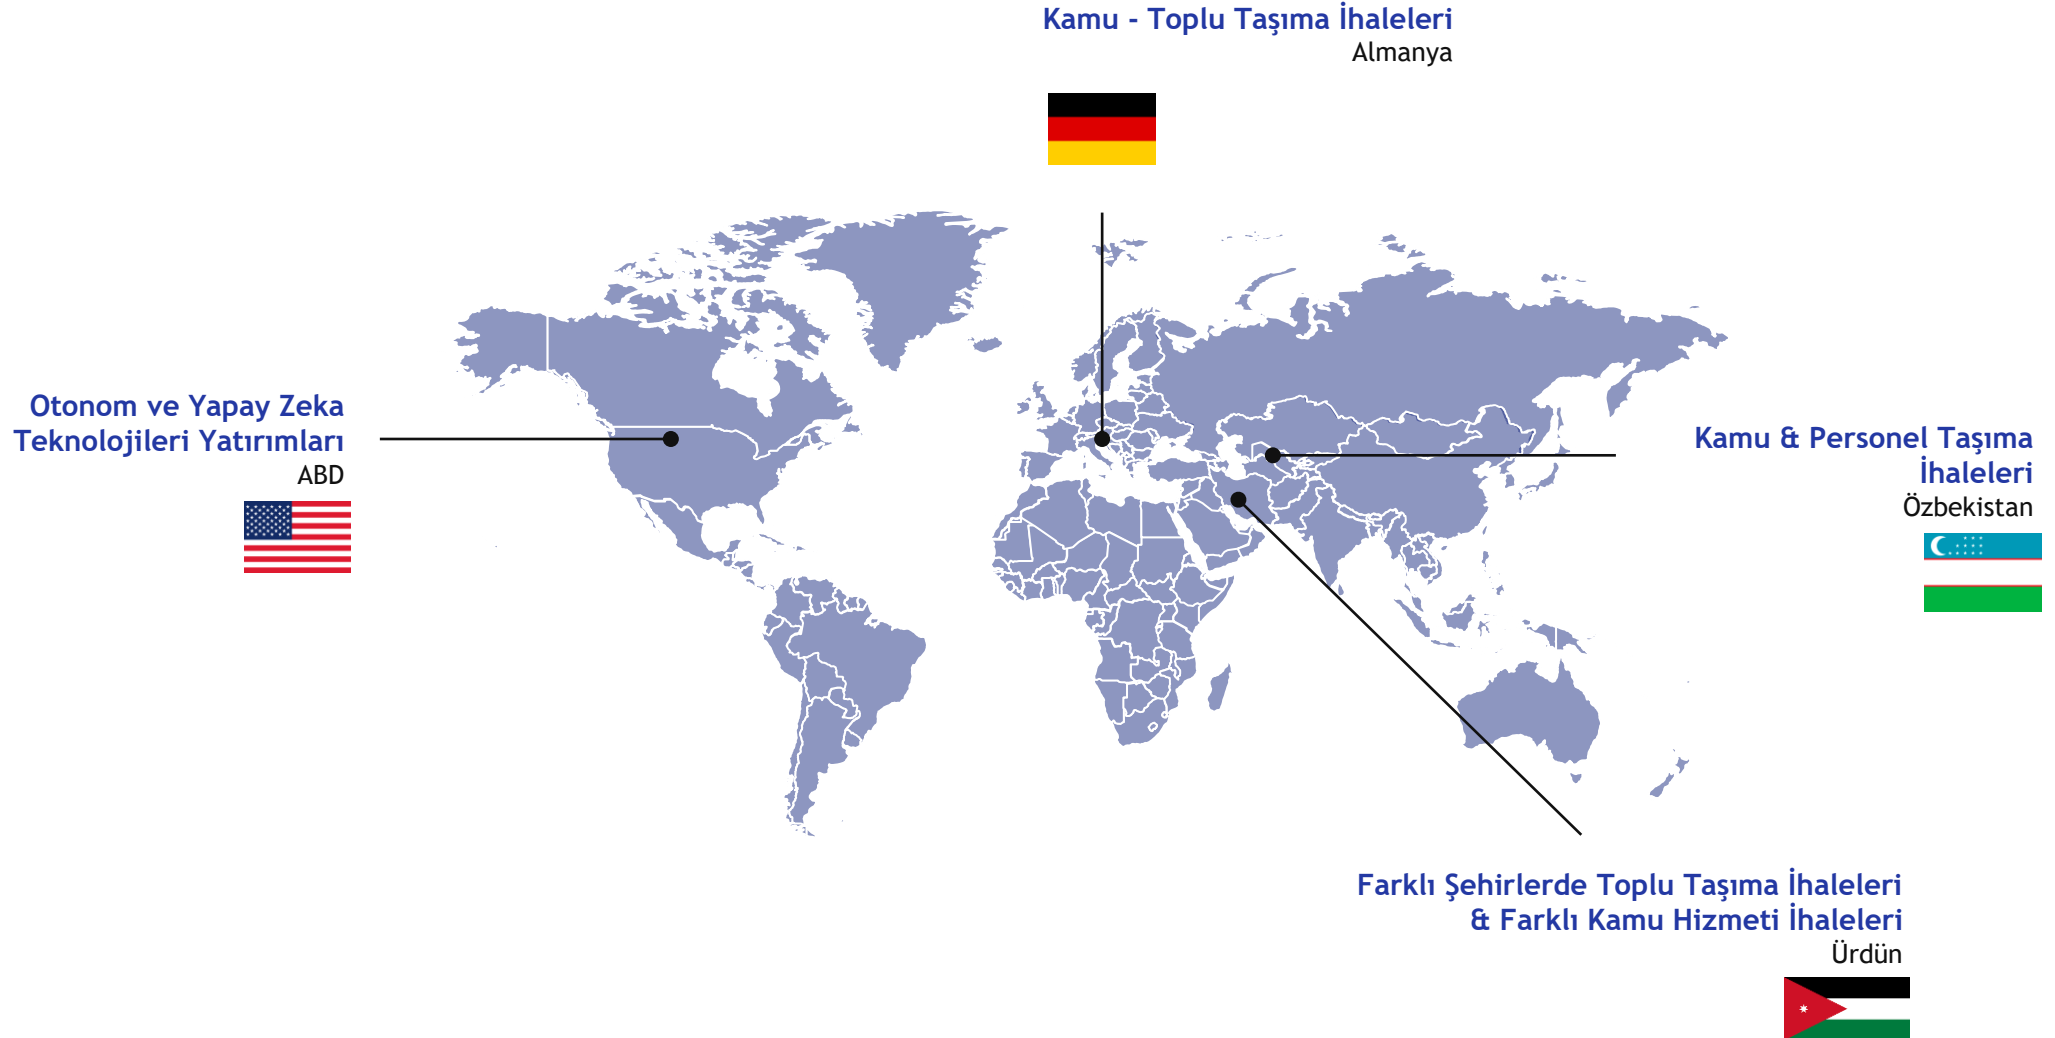 Kamu - Toplu Taşıma İhaleleri
Almanya
Otonom ve Yapay Zeka
Teknolojileri Yatırımları
ABD
Kamu & Personel Taşıma
İhaleleri
Özbekistan
Farklı Şehirlerde Toplu Taşıma İhaleleri
& Farklı Kamu Hizmeti İhaleleri
Ürdün